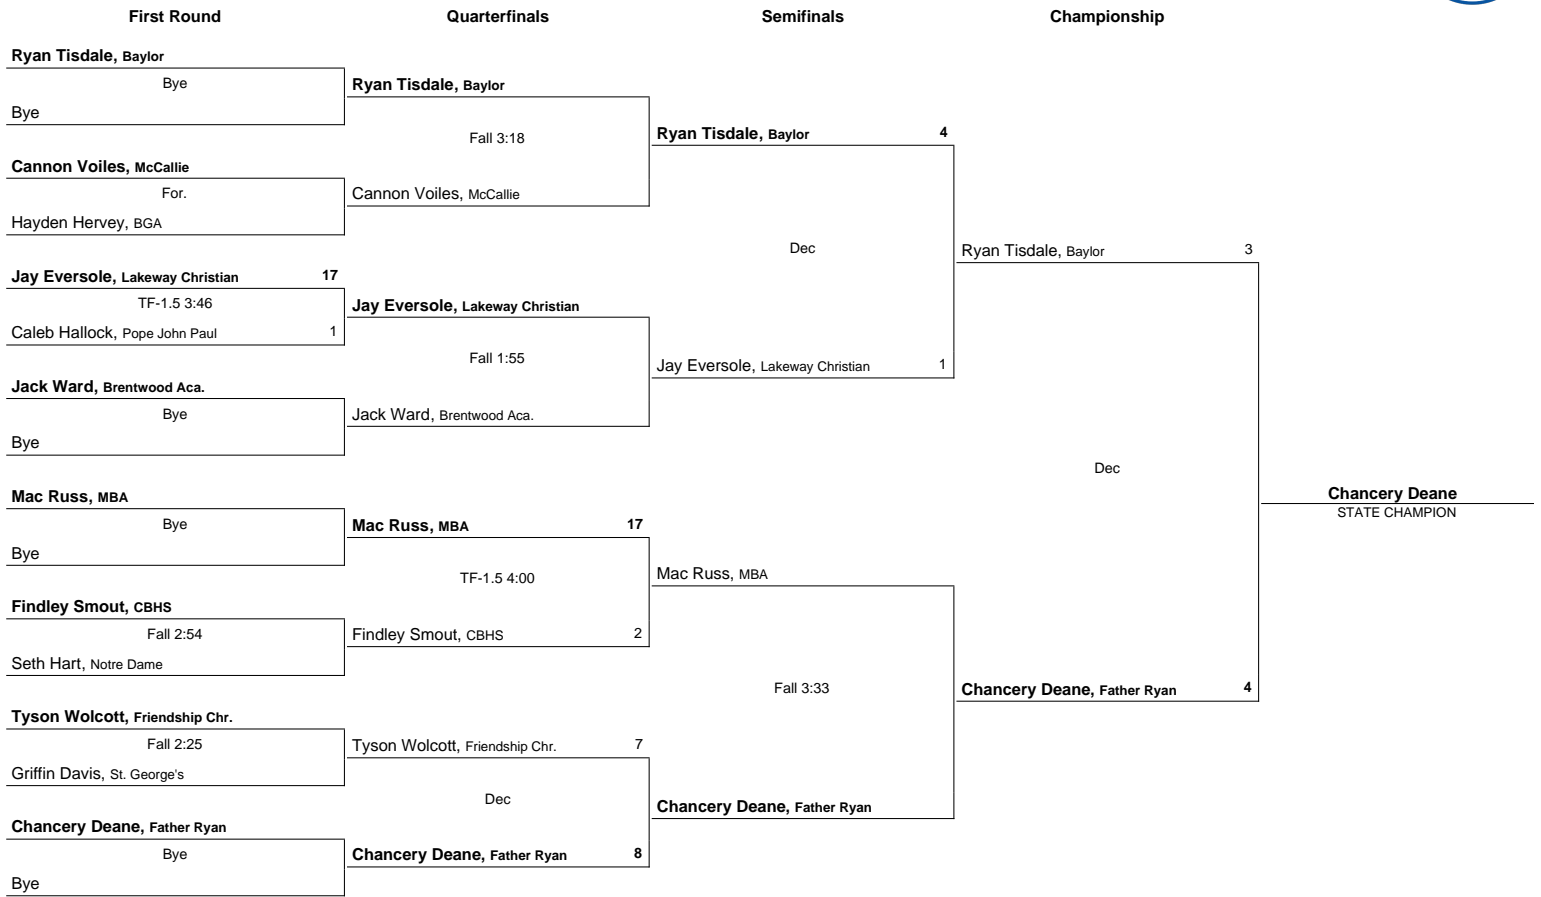 First Round
Quarterfinals
Semifinals
Championship
Ryan Tisdale, Baylor
Bye
Bye
Cannon Voiles, McCallie
For.
Hayden Hervey, BGA
Jay Eversole, Lakeway Christian 17
TF-1.5 3:46
Caleb Hallock, Pope John Paul 1
Jack Ward, Brentwood Aca.
Bye
Bye
Mac Russ, MBA
Bye
Bye
Findley Smout, CBHS
Fall 2:54
Seth Hart, Notre Dame
Tyson Wolcott, Friendship Chr.
Fall 2:25
Griffin Davis, St. George's
Chancery Deane, Father Ryan
Bye
Bye
Ryan Tisdale, Baylor
Fall 3:18
Cannon Voiles, McCallie
Jay Eversole, Lakeway Christian
Fall 1:55
Jack Ward, Brentwood Aca.
Mac Russ, MBA 17
TF-1.5 4:00
Findley Smout, CBHS 2
Tyson Wolcott, Friendship Chr. 7
Dec
Chancery Deane, Father Ryan 8
Ryan Tisdale, Baylor 4
Dec
Jay Eversole, Lakeway Christian 1
Mac Russ, MBA
Fall 3:33
Chancery Deane, Father Ryan
Ryan Tisdale, Baylor 3
Dec
Chancery Deane, Father Ryan 4
Chancery Deane
STATE CHAMPION